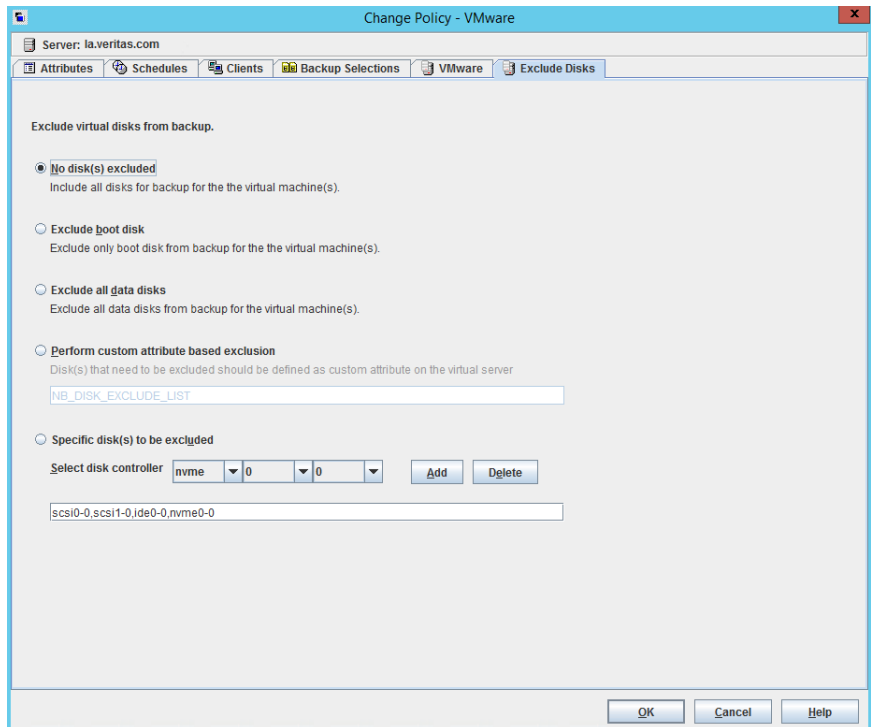 Change Policy - VMware
x
Server: la.veritas.com
Attributes Schedules Clients Backup Selections VMware Exclude Disks
Exclude virtual disks from backup.
No disk(s) excluded
Include all disks for backup for the the virtual machine(s).
Exclude boot disk
Exclude only boot disk from backup for the the virtual machine(s).
Exclude all data disks
Exclude all data disks from backup for the virtual machine(s).
Perform custom attribute based exclusion
Disk(s) that need to be excluded should be defined as custom attribute on the virtual server
NB_DISK_EXCLUDE_LIST
Specific disk(s) to be excluded
Select disk controller nvme 0 0 Add Delete
scsi0-0,scsi1-0,ide0-0,nvme0-0
OK Cancel Help